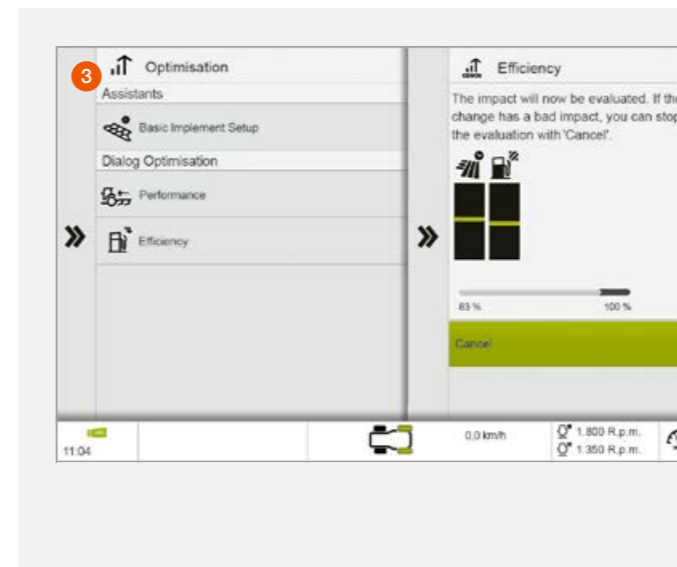 3
Optimisation
Assistants
Basic Implement Setup
Dialog Optimisation
Performance
Efficiency
Efficiency
The impact will now be evaluated. If the
change has a bad impact, you can stop
the evaluation with 'Cancel'.
83 % 100 %
Cancel
11:04
0,0 km/h
1.800 R.p.m.
1.350 R.p.m.